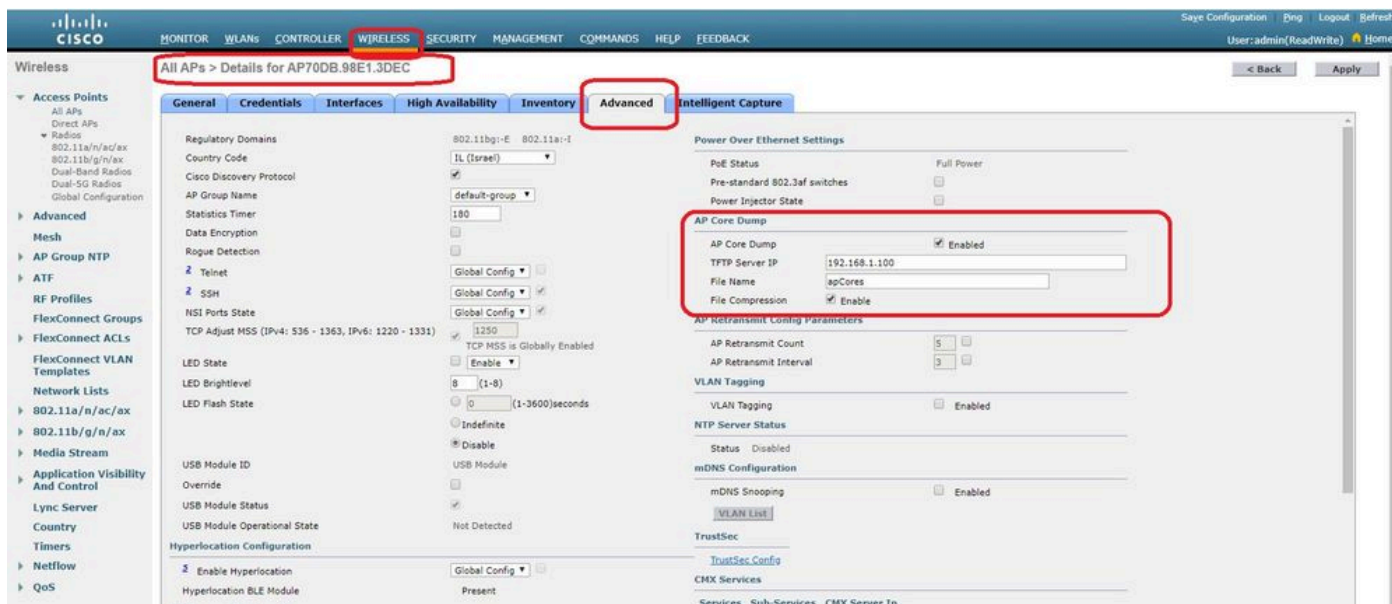 Save Configuration Ping Logout Refresh
CISCO
MONITOR WLANs CONTROLLER WIRELESS SECURITY MANAGEMENT COMMANDS HELP FEEDBACK
User:admin(ReadWrite) Home
Wireless
Access Points
All APs
Direct APs
Radios
802.11a/n/ac/ax
802.11b/g/n/ax
Dual-Band Radios
Dual-5G Radios
Global Configuration
Advanced
Mesh
AP Group NTP
ATF
RF Profiles
FlexConnect Groups
FlexConnect ACLs
FlexConnect VLAN
Templates
Network Lists
802.11a/n/ac/ax
802.11b/g/n/ax
Media Stream
Application Visibility
And Control
Lync Server
Country
Timers
Netflow
QoS
All APs > Details for AP70DB.98E1.3DEC
< Back Apply
General Credentials Interfaces High Availability Inventory Advanced Intelligent Capture
Regulatory Domains 802.11bg:-E 802.11a:-I
Country Code IL (Israel)
Cisco Discovery Protocol
AP Group Name default-group
Statistics Timer 180
Data Encryption
Rogue Detection
2 Telnet Global Config
2 SSH Global Config
NSI Ports State Global Config
TCP Adjust MSS (IPv4: 536 - 1363, IPv6: 1220 - 1331) 1250
TCP MSS is Globally Enabled
LED State Enable
LED Brightlevel 8 (1-8)
LED Flash State 0 (1-3600)seconds
Indefinite
Disable
USB Module ID USB Module
Override
USB Module Status
USB Module Operational State Not Detected
Hyperlocation Configuration
Enable Hyperlocation Global Config
Hyperlocation BLE Module Present
Power Over Ethernet Settings
PoE Status Full Power
Pre-standard 802.3af switches
Power Injector State
AP Core Dump
AP Core Dump Enabled
TFTP Server IP 192.168.1.100
File Name apCores
File Compression Enable
AP Retransmit Config Parameters
AP Retransmit Count 5
AP Retransmit Interval 3
VLAN Tagging
VLAN Tagging Enabled
NTP Server Status
Status Disabled
mDNS Configuration
mDNS Snooping Enabled
VLAN List
TrustSec
TrustSec Config
CMX Services
Services Sub-Services CMX Server Ip